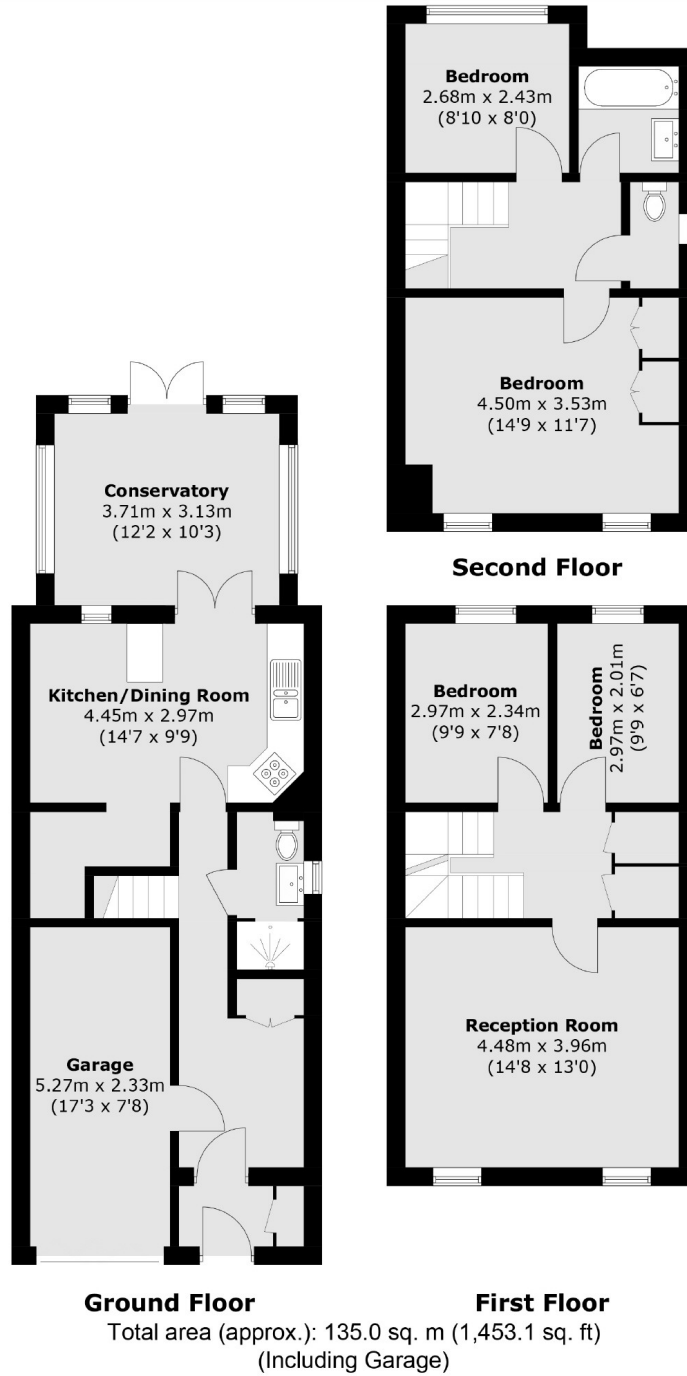 Bedroom
2.68m x 2.43m
(8'10 x 8'0)
Bedroom
4.50m x 3.53m
(14'9 x 11'7)
Second Floor
Conservatory
3.71m x 3.13m
(12'2 x 10'3)
Kitchen/Dining Room
4.45m x 2.97m
(14'7 x 9'9)
Garage
5.27m x 2.33m
(17'3 x 7'8)
Ground Floor
Bedroom
2.97m x 2.34m
(9'9 x 7'8)
Bedroom
2.97m x 2.01m
(9'9 x 6'7)
Reception Room
4.48m x 3.96m
(14'8 x 13'0)
First Floor
Total area (approx.): 135.0 sq. m (1,453.1 sq. ft)
(Including Garage)